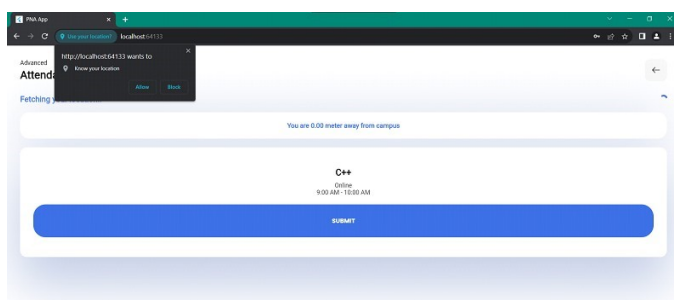 PNA App
Use your location?
localhost:64133
http://localhost:64133 wants to
Know your location
Allow
Block
Advanced
Attenda
Fetching y
You are 0.00 meter away from campus
C++
Online
9:00 AM - 10:00 AM
SUBMIT